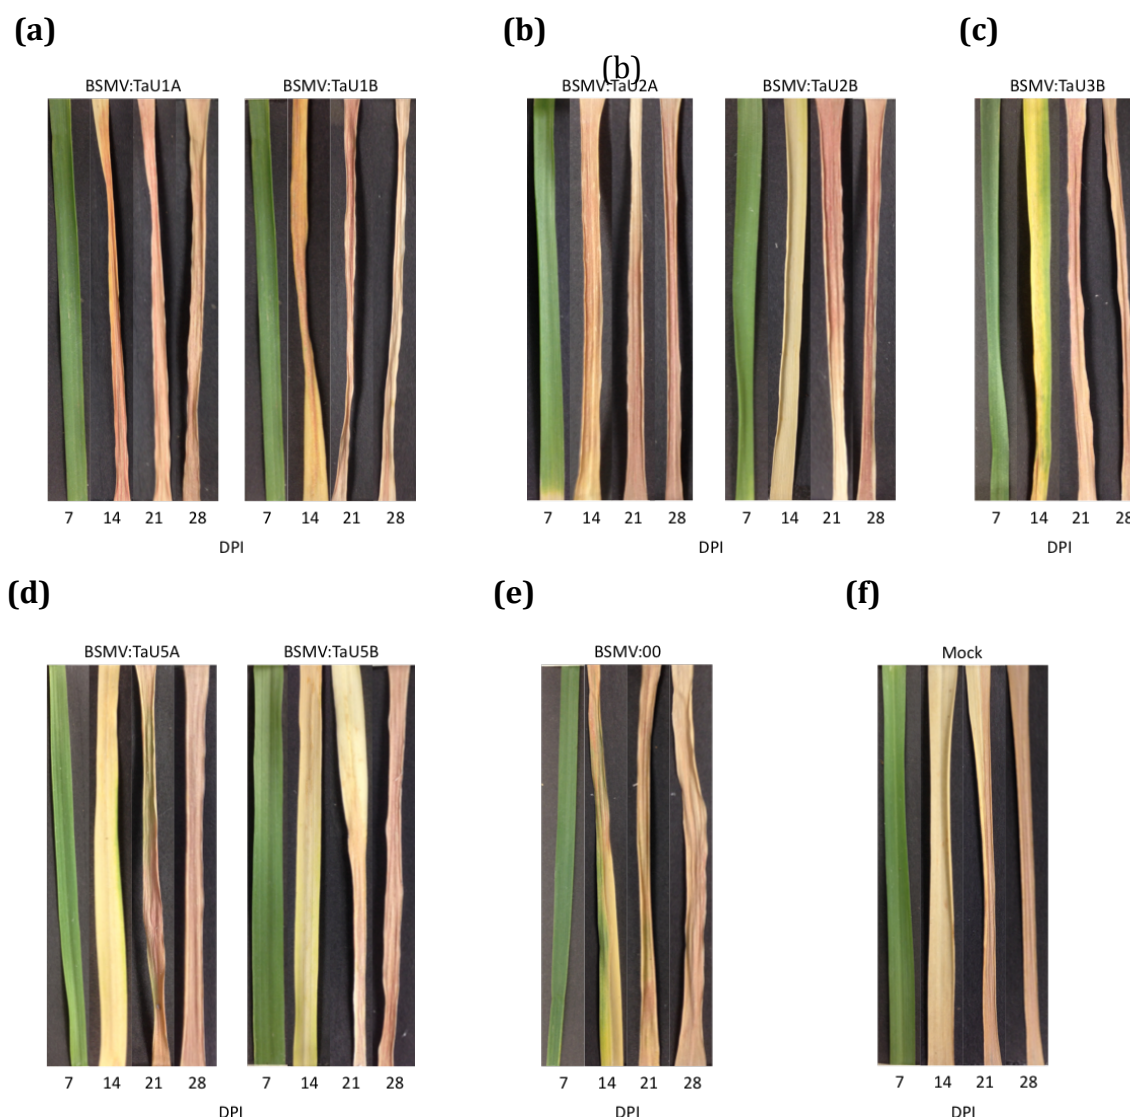 (a)
(b)
(c)
(b)
BSMV:TaU1A
BSMV:TaU1B
BSMV:TaU2A
BSMV:TaU2B
BSMV:TaU3B
7 14 21 28
7 14 21 28
7 14 21 28
7 14 21 28
7 14 21 28
DPI
DPI
DPI
(d)
(e)
(f)
BSMV:TaU5A
BSMV:TaU5B
BSMV:00
Mock
7 14 21 28
7 14 21 28
7 14 21 28
7 14 21 28
DPI
DPI
DPI